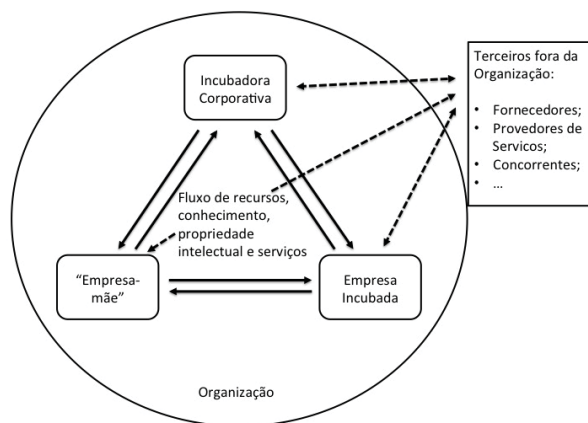 Incubadora
Corporativa
Terceiros fora da
Organização:
• Fornecedores;
• Provedores de
Servicos;
• Concorrentes;
• ...
Fluxo de recursos,
conhecimento,
propriedade
intelectual e serviços
“Empresa-
mãe”
Empresa
Incubada
Organização